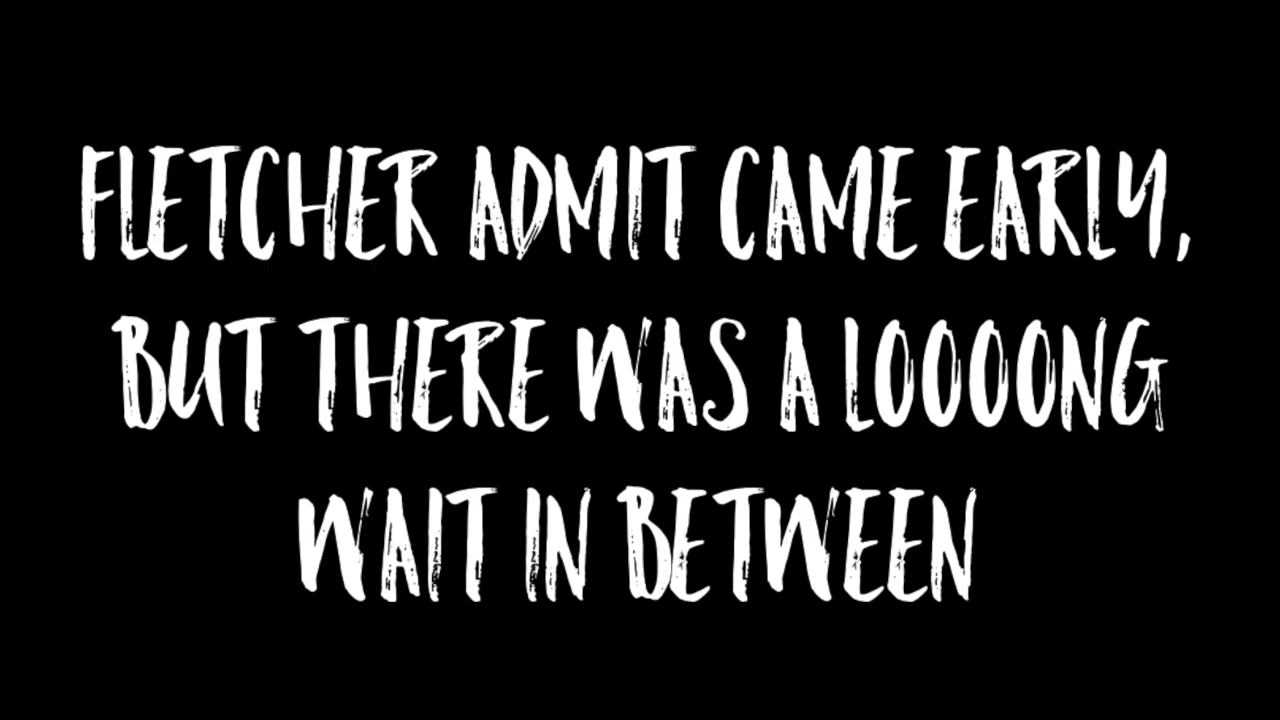 FLETCHER ADMIT CAME EARLY,
BUT THERE WAS A LOOOONG
WAIT IN BETWEEN